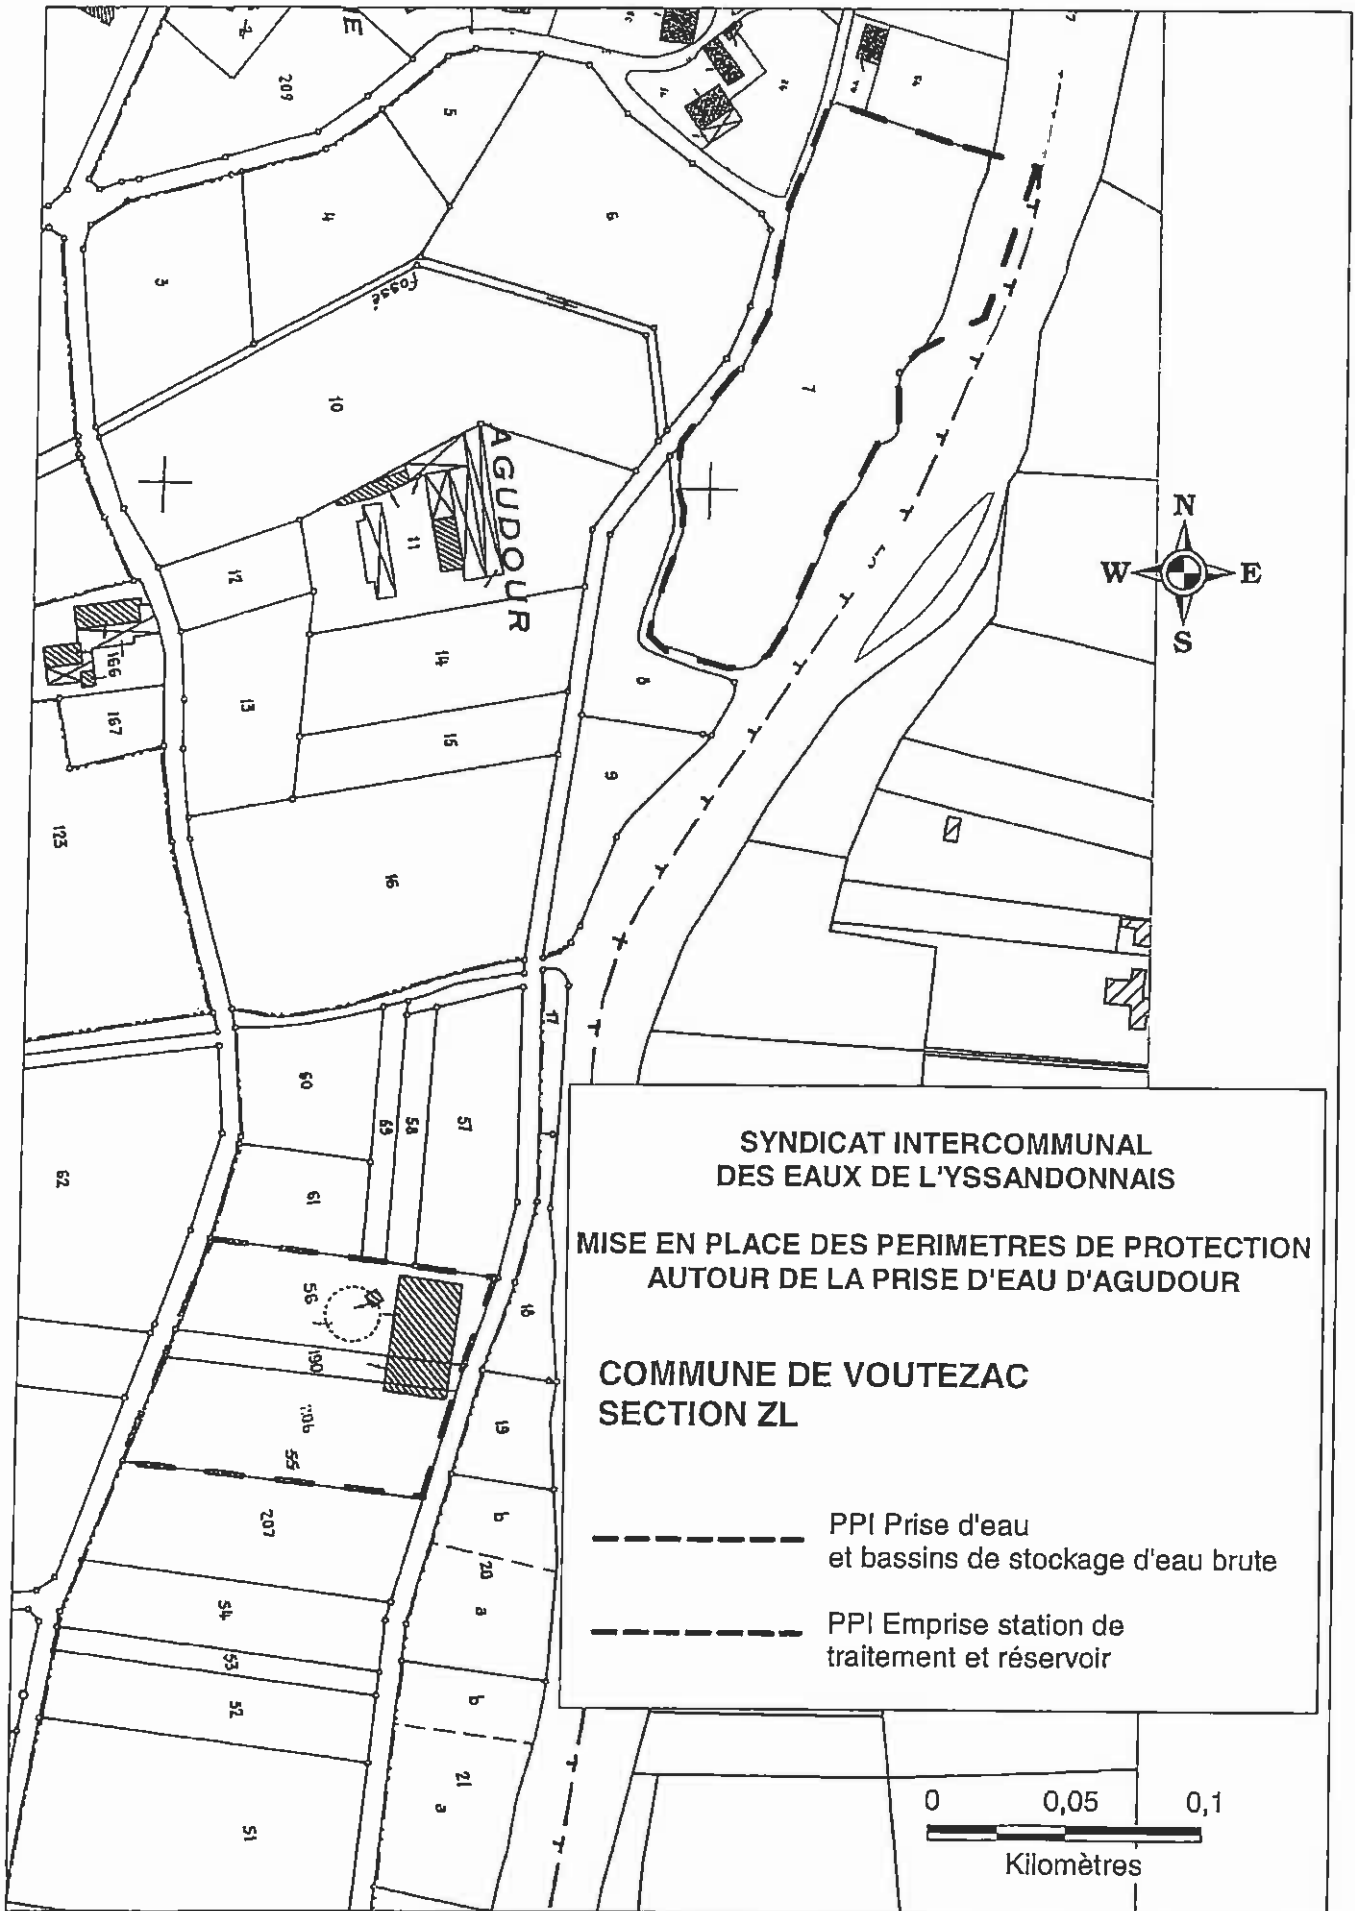 E
209
5
4
3
6
fossé
10
7
AGUDOUR
11
12
13
14
15
166
167
8
9
123
16
N
W
E
S
17
60
69
58
57
62
61
56
190
206
55
18
19
207
b
20
a
54
53
52
b
21
a
51
SYNDICAT INTERCOMMUNAL
DES EAUX DE L'YSSANDONNAIS
MISE EN PLACE DES PERIMETRES DE PROTECTION
AUTOUR DE LA PRISE D'EAU D'AGUDOUR
COMMUNE DE VOUTEZAC
SECTION ZL
PPI Prise d'eau
et bassins de stockage d'eau brute
PPI Emprise station de
traitement et réservoir
0 0,05 0,1
Kilomètres